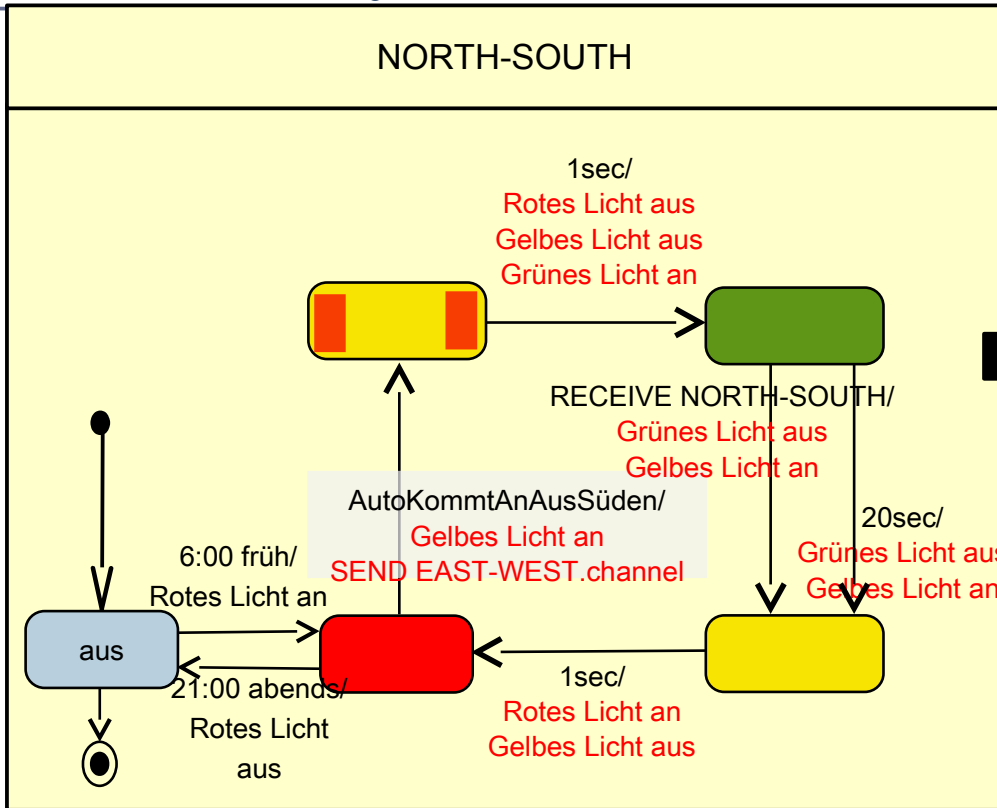 NORTH-SOUTH
1sec/
Rotes Licht aus
Gelbes Licht aus
Grünes Licht an
RECEIVE NORTH-SOUTH/
Grünes Licht aus
Gelbes Licht an
AutoKommtAnAusSüden/
Gelbes Licht an
SEND EAST-WEST.channel
20sec/
Grünes Licht aus
Gelbes Licht an
6:00 früh/
Rotes Licht an
aus
21:00 abends/
Rotes Licht
aus
1sec/
Rotes Licht an
Gelbes Licht aus